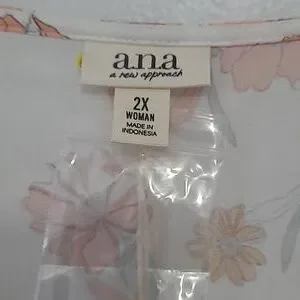 a.n.a
a new approach
2X
WOMAN
MADE IN
INDONESIA